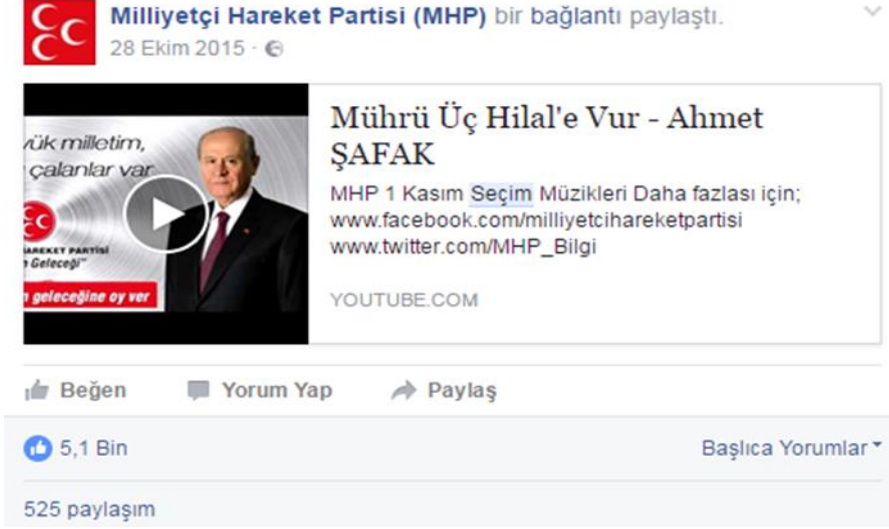 Milliyetçi Hareket Partisi (MHP) bir bağlantı paylaştı.
28 Ekim 2015 ·
milletim,
çalanlar var
HAREKET PARTİSİ
Geleceği"
geleceğine oy ver
Mührü Üç Hilal'e Vur - Ahmet
ŞAFAK
MHP 1 Kasım Seçim Müzikleri Daha fazlası için;
www.facebook.com/milliyetcihareketpartisi
www.twitter.com/MHP_Bilgi
YOUTUBE.COM
Beğen Yorum Yap Paylaş
5,1 Bin Başlıca Yorumlar
525 paylaşım